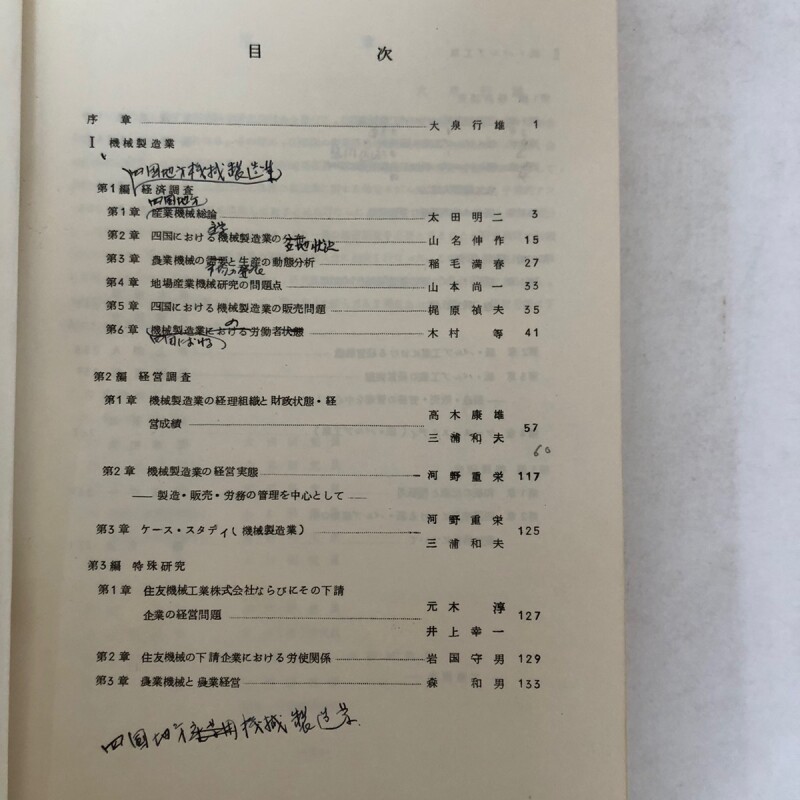 目 次
序 章 大泉行雄 1
I 機械製造業
四国地方機械製造業
第1編 経済調査
四国地方
第1章 産業機械総論 太田明二 3
第2章 四国における機械製造業の 山名伸作 15
第3章 農業機械の需要と生産の動態分析 稲毛満春 27
第4章 地場産業機械研究の問題点 山本尚一 33
第5章 四国における機械製造業の販売問題 梶原禎夫 35
の
第6章 機械製造業における労働者状態 木村等 41
四国における
第2編 経営調査
第1章 機械製造業の経理組織と財政状態・経
営成績 高木康雄 三浦和夫 57
60
第2章 機械製造業の経営実態 河野重栄 117
── 製造・販売・労務の管理を中心として ──
第3章 ケース・スタディ(機械製造業) 河野重栄 三浦和夫 125
第3編 特殊研究
第1章 住友機械工業株式会社ならびにその下請
企業の経営問題 元木淳 井上幸一 127
第2章 住友機械の下請企業における労使関係 岩国守男 129
第3章 農業機械と農業経営 森和男 133
四国地方産業用機械製造業